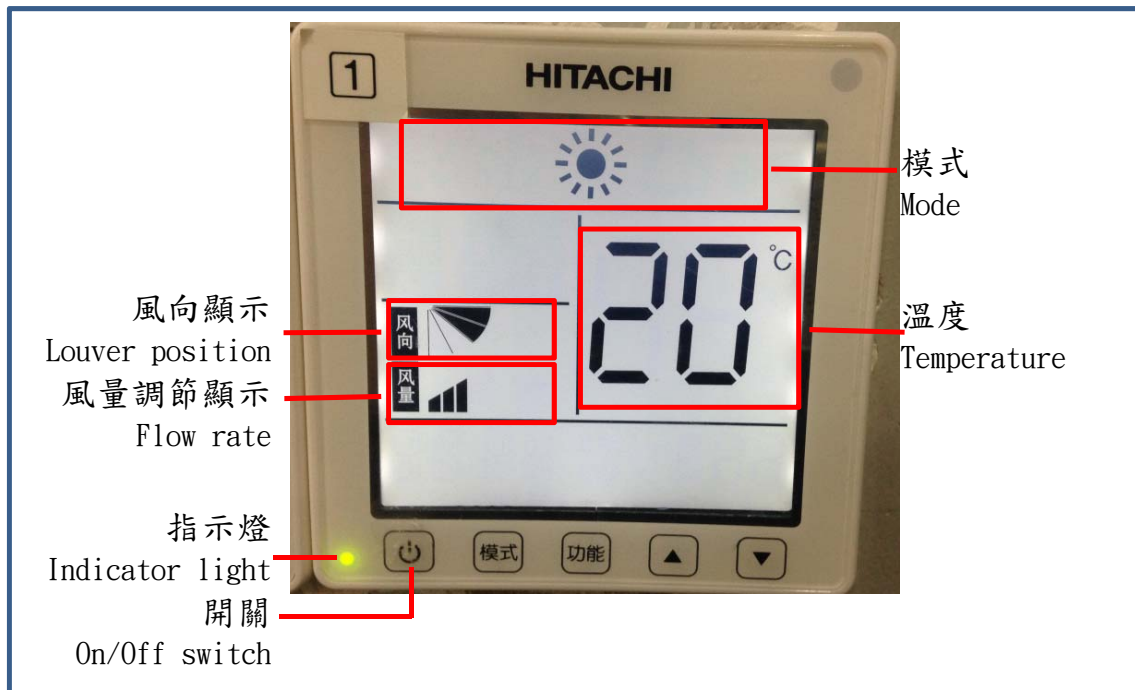 1
HITACHI
模式
Mode
20
℃
溫度
Temperature
風向顯示
Louver position
风向
風量調節顯示
Flow rate
风量
指示燈
Indicator light
開關
On/Off switch
模式
功能